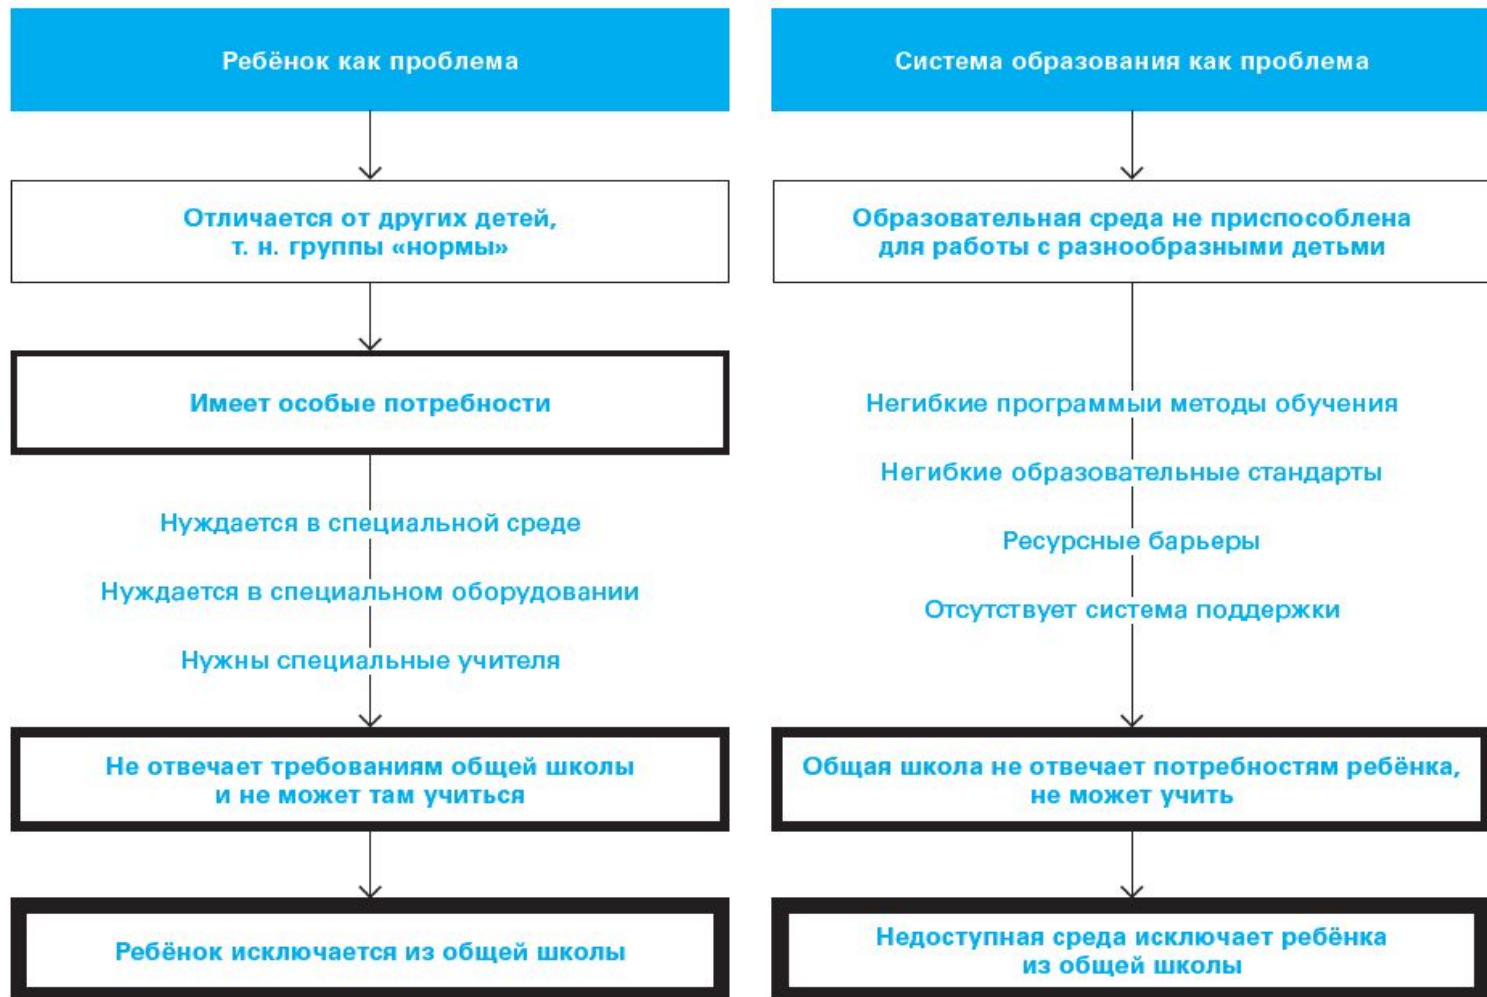 Ребёнок как проблема
Отличается от других детей,
т. н. группы «нормы»
Имеет особые потребности
Нуждается в специальной среде
Нуждается в специальном оборудовании
Нужны специальные учителя
Не отвечает требованиям общей школы
и не может там учиться
Ребёнок исключается из общей школы
Система образования как проблема
Образовательная среда не приспособлена
для работы с разнообразными детьми
Негибкие программыи методы обучения
Негибкие образовательные стандарты
Ресурсные барьеры
Отсутствует система поддержки
Общая школа не отвечает потребностям ребёнка,
не может учить
Недоступная среда исключает ребёнка
из общей школы